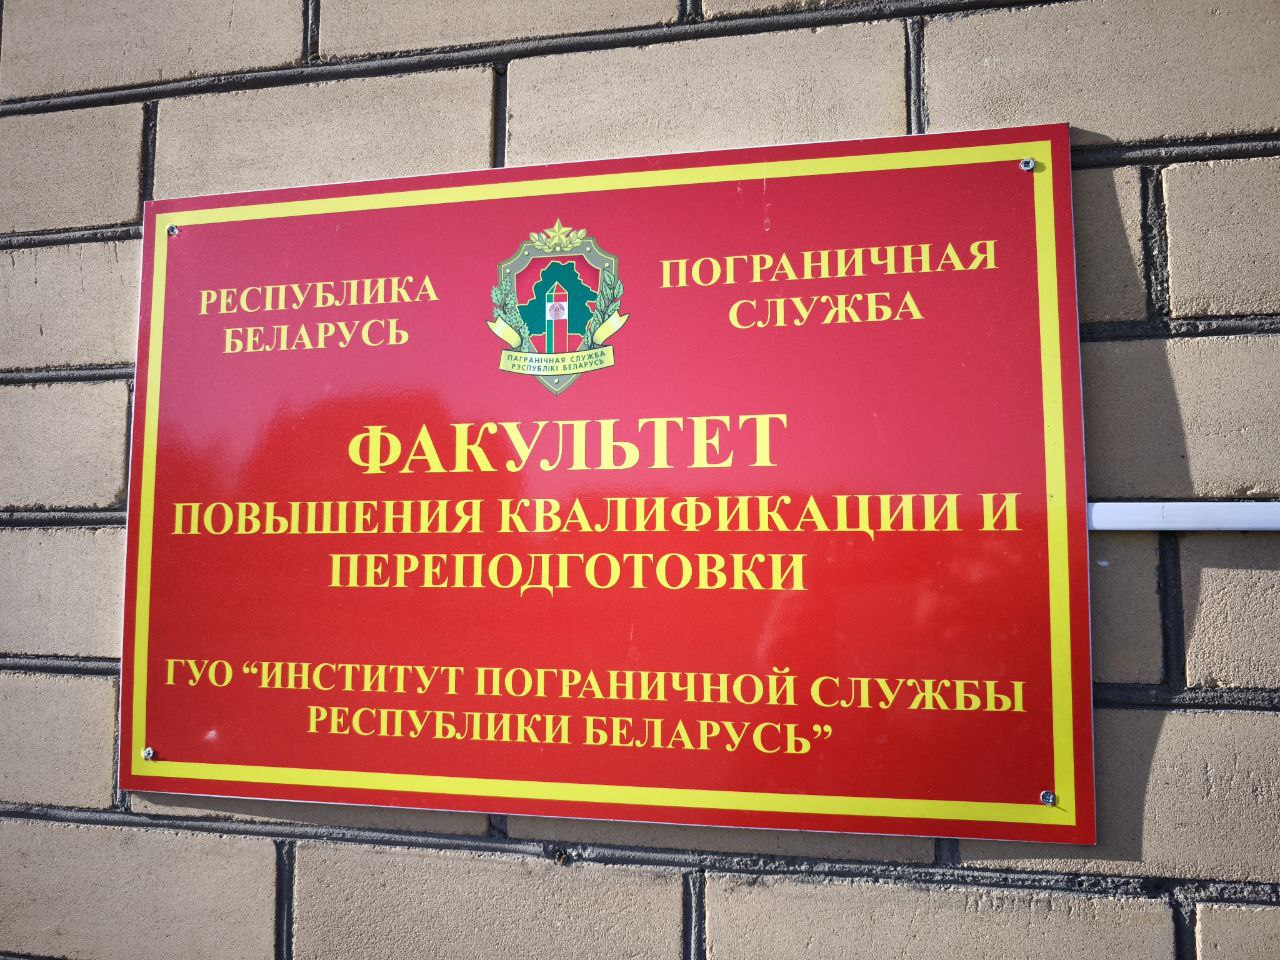 РЕСПУБЛИКА
БЕЛАРУСЬ
ПАГРАНІЧНАЯ СЛУЖБА
РЭСПУБЛІКІ БЕЛАРУСЬ
ПОГРАНИЧНАЯ
СЛУЖБА
ФАКУЛЬТЕТ
ПОВЫШЕНИЯ КВАЛИФИКАЦИИ И
ПЕРЕПОДГОТОВКИ
ГУО “ИНСТИТУТ ПОГРАНИЧНОЙ СЛУЖБЫ
РЕСПУБЛИКИ БЕЛАРУСЬ”